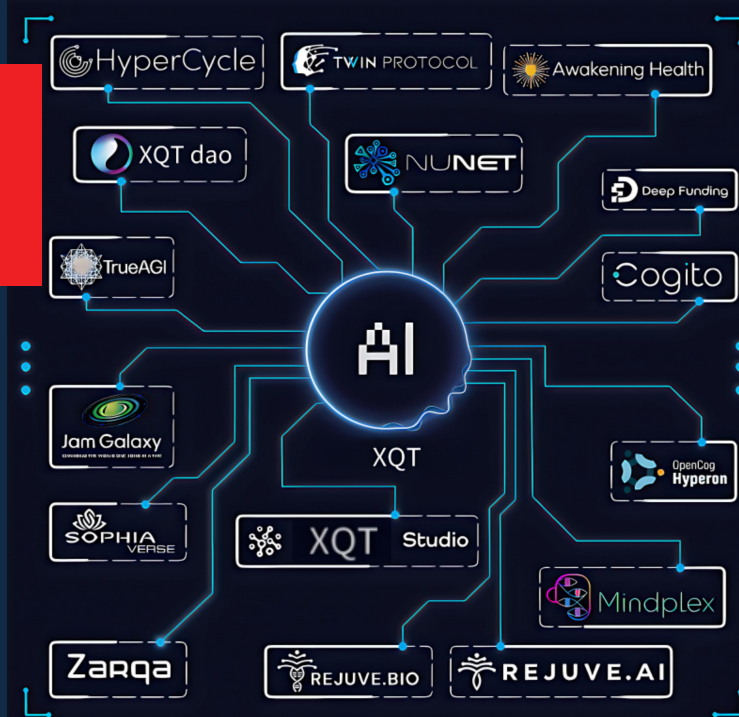 HyperCycle
TWIN PROTOCOL
Awakening Health
XQT dao
NUNET
Deep Funding
TrueAGI
Cogito
AI
XQT
Jam Galaxy
OpenCog
Hyperon
SOPHIA
VERSE
XQT Studio
Mindplex
Zarqa
REJUVE.BIO
REJUVE.AI